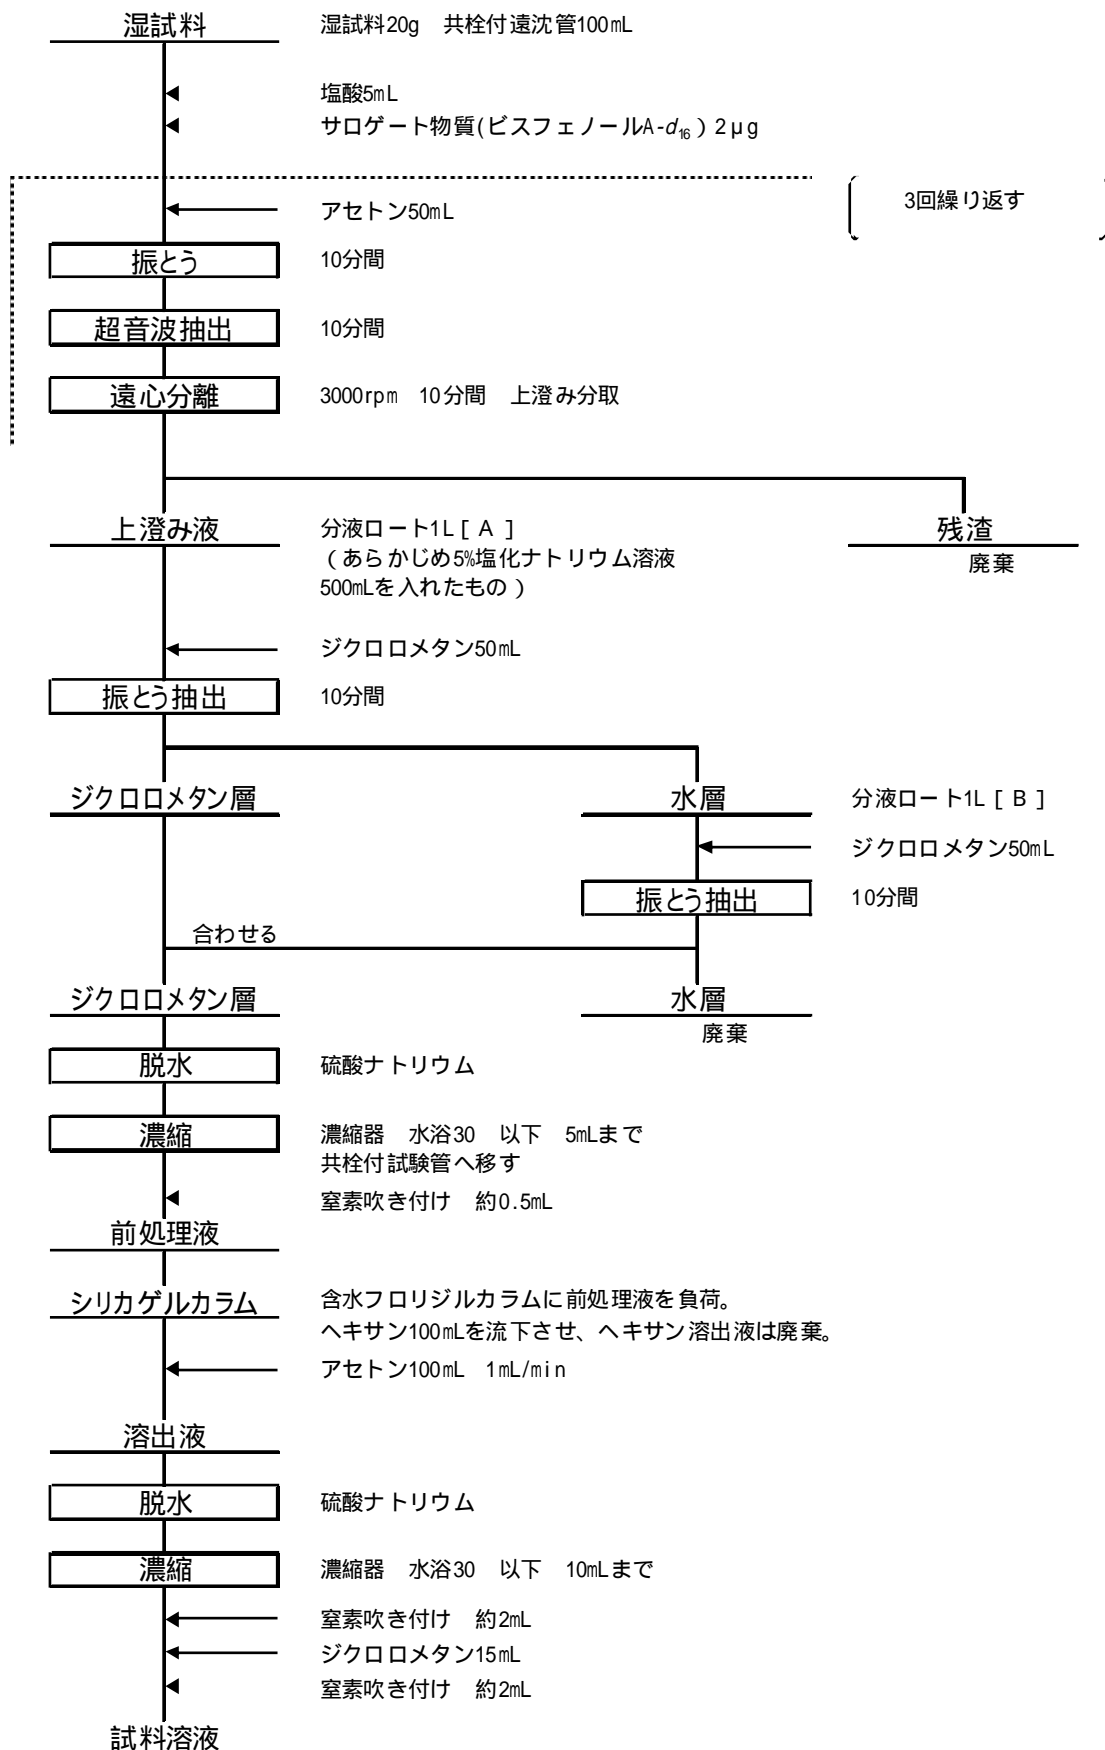 湿試料 湿試料20g 共栓付遠沈管100mL
塩酸5mL
サロゲート物質(ビスフェノールA-d16)2μg
3回繰り返す
アセトン50mL
振とう 10分間
超音波抽出 10分間
遠心分離 3000rpm 10分間 上澄み分取
上澄み液 分液ロート1L[A] 残渣
(あらかじめ5%塩化ナトリウム溶液 廃棄
500mLを入れたもの)
ジクロロメタン50mL
振とう抽出 10分間
ジクロロメタン層 水層 分液ロート1L[B]
ジクロロメタン50mL
振とう抽出 10分間
合わせる
ジクロロメタン層 水層
廃棄
脱水 硫酸ナトリウム
濃縮 濃縮器 水浴30 以下 5mLまで
共栓付試験管へ移す
窒素吹き付け 約0.5mL
前処理液
シリカゲルカラム 含水フロリジルカラムに前処理液を負荷。
ヘキサン100mLを流下させ、ヘキサン溶出液は廃棄。
アセトン100mL 1mL/min
溶出液
脱水 硫酸ナトリウム
濃縮 濃縮器 水浴30 以下 10mLまで
窒素吹き付け 約2mL
ジクロロメタン15mL
窒素吹き付け 約2mL
試料溶液